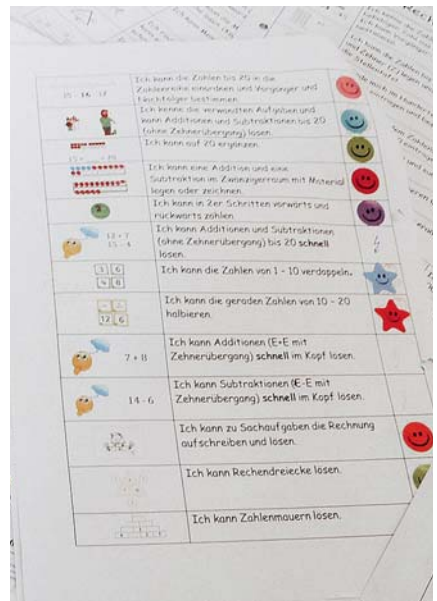 15 - 16 - 17
Ich kann die Zahlen bis 20 in die
Zahlenreihe einordnen und Vorgänger und
Nachfolger bestimmen.
Ich kenne die verwandten Aufgaben und
kann Additionen und Subtraktionen bis 20
(ohne Zehnerübergang) lösen.
Ich kann auf 20 ergänzen.
Ich kann eine Addition und eine
Subtraktion im Zwanzigerraum mit Material
legen oder zeichnen.
Ich kann in 2er Schritten vorwärts und
rückwärts zählen.
12 + 7
15 - 4
Ich kann Additionen und Subtraktionen
(ohne Zehnerübergang) bis 20 schnell
lösen.
3 6
4 8
Ich kann die Zahlen von 1 - 10 verdoppeln.
12 6
Ich kann die geraden Zahlen von 10 - 20
halbieren.
7 + 8
Ich kann Additionen (E+E mit
Zehnerübergang) schnell im Kopf lösen.
14 - 6
Ich kann Subtraktionen (E-E mit
Zehnerübergang) schnell im Kopf lösen.
Ich kann zu Sachaufgaben die Rechnung
aufschreiben und lösen.
Ich kann Rechendreiecke lösen.
Ich kann Zahlenmauern lösen.